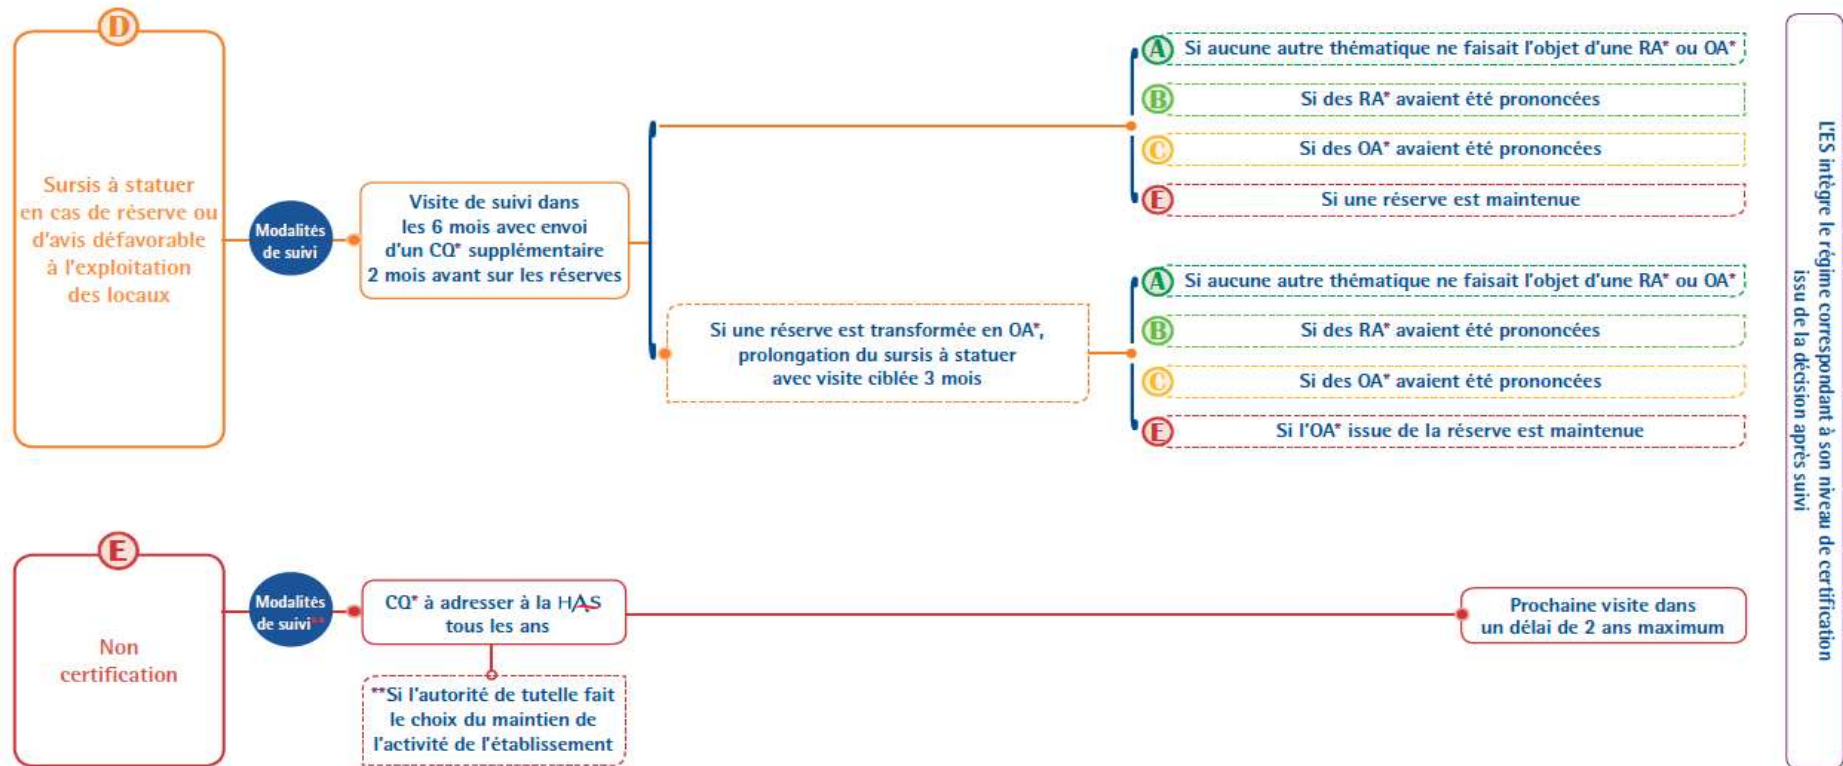 D
Sursis à statuer
en cas de réserve ou
d'avis défavorable
à l'exploitation
des locaux
Modalités
de suivi
Visite de suivi dans
les 6 mois avec envoi
d'un CQ* supplémentaire
2 mois avant sur les réserves
A Si aucune autre thématique ne faisait l'objet d'une RA* ou OA*
B Si des RA* avaient été prononcées
C Si des OA* avaient été prononcées
E Si une réserve est maintenue
Si une réserve est transformée en OA*,
prolongation du sursis à statuer
avec visite ciblée 3 mois
A Si aucune autre thématique ne faisait l'objet d'une RA* ou OA*
B Si des RA* avaient été prononcées
C Si des OA* avaient été prononcées
E Si l'OA* issue de la réserve est maintenue
E
Non
certification
Modalités
de suivi**
CQ* à adresser à la HAS
tous les ans
**Si l'autorité de tutelle fait
le choix du maintien de
l'activité de l'établissement
Prochaine visite dans
un délai de 2 ans maximum
L'ES intègre le régime correspondant à son niveau de certification
issu de la décision après suivi